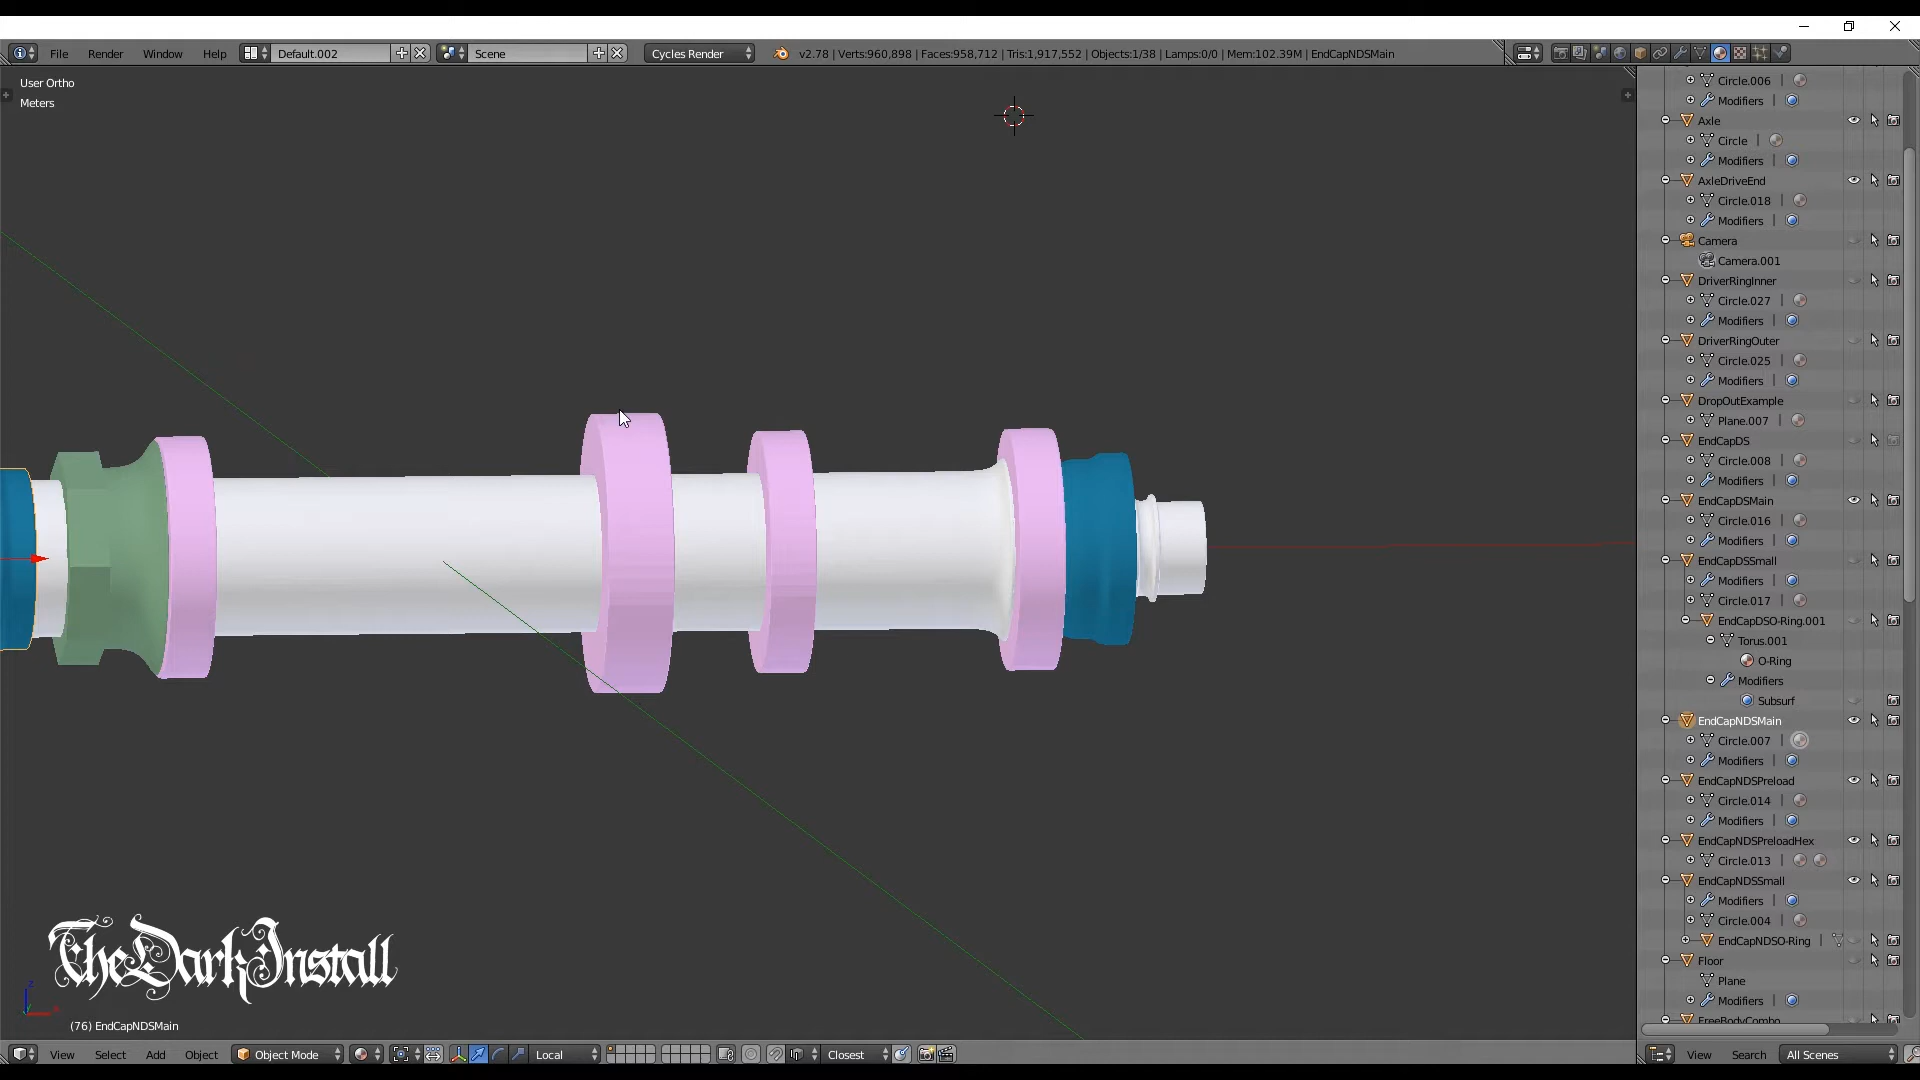 File Render Window Help Default.002 Scene Cycles Render v2.78 | Verts:960,898 | Faces:958,712 | Tris:1,917,552 | Objects:1/38 | Lamps:0/0 | Mem:102.39M | EndCapNDSMain
User Ortho
Meters
Circle.006
Modifiers
Axle
Circle
Modifiers
AxleDriveEnd
Circle.018
Modifiers
Camera
Camera.001
DriverRingInner
Circle.027
Modifiers
DriverRingOuter
Circle.025
Modifiers
DropOutExample
Plane.007
EndCapDS
Circle.008
Modifiers
EndCapDSMain
Circle.016
Modifiers
EndCapDSSmall
Modifiers
Circle.017
EndCapDSO-Ring.001
Torus.001
O-Ring
Modifiers
Subsurf
EndCapNDSMain
Circle.007
Modifiers
EndCapNDSPreload
Circle.014
Modifiers
EndCapNDSPreloadHex
Circle.013
EndCapNDSSmall
Modifiers
Circle.004
EndCapNDSO-Ring
Floor
Plane
Modifiers
FreeBodyCombo
TheDarkInstall
(76) EndCapNDSMain
View Select Add Object Object Mode Local Closest
View Search All Scenes